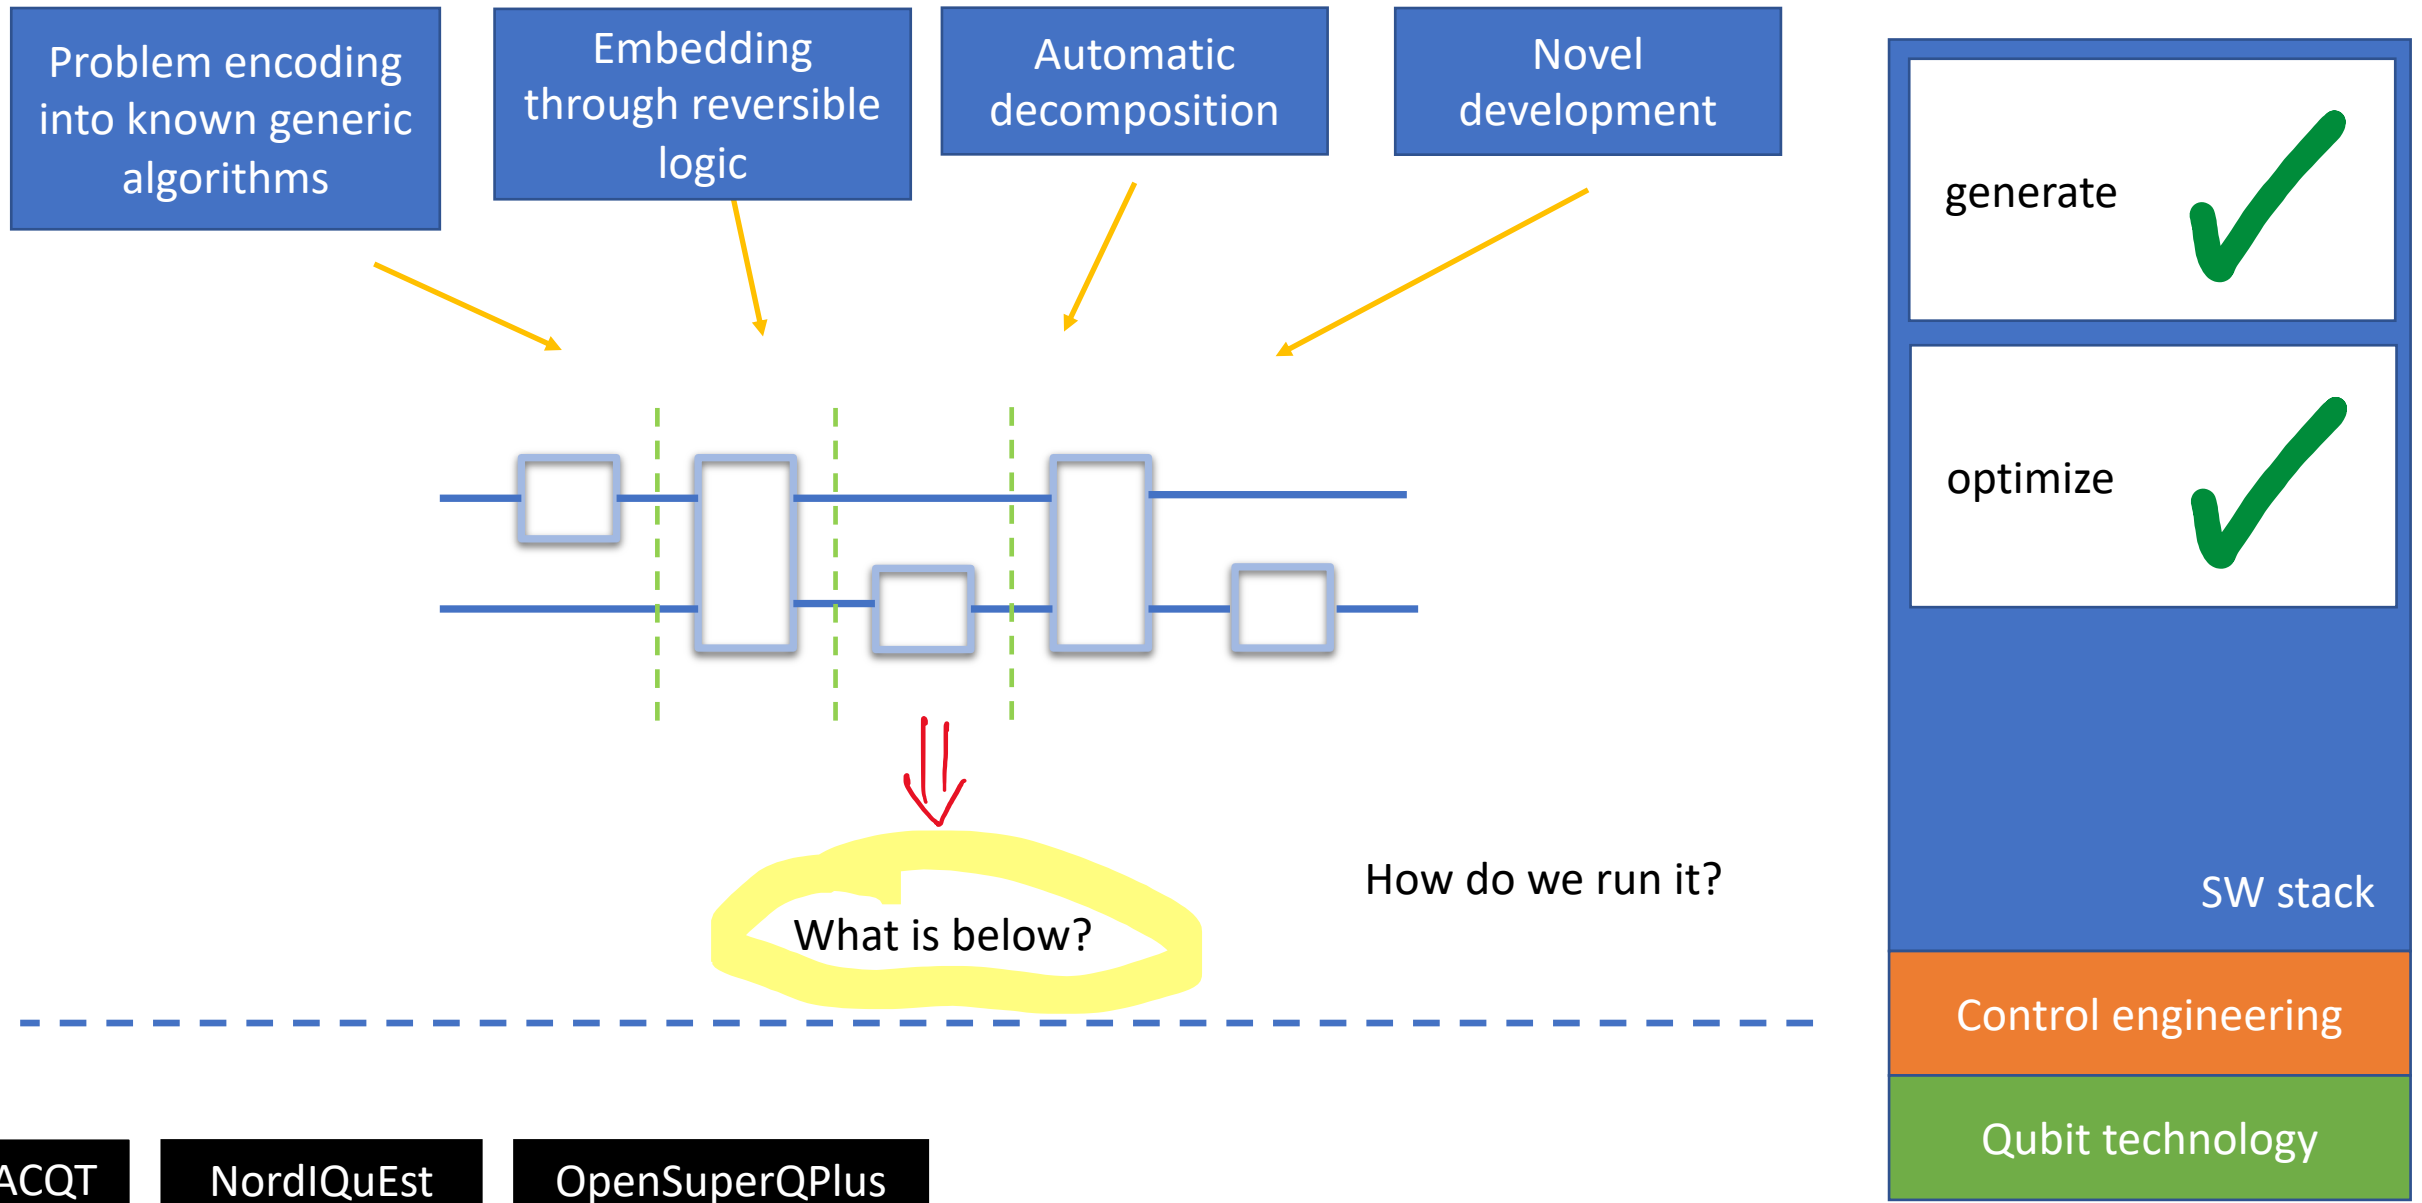 Problem encoding
into known generic
algorithms
Embedding
through reversible
logic
Automatic
decomposition
Novel
development
generate
optimize
How do we run it?
What is below?
SW stack
Control engineering
Qubit technology
ACQT
NordIQuEst
OpenSuperQPlus